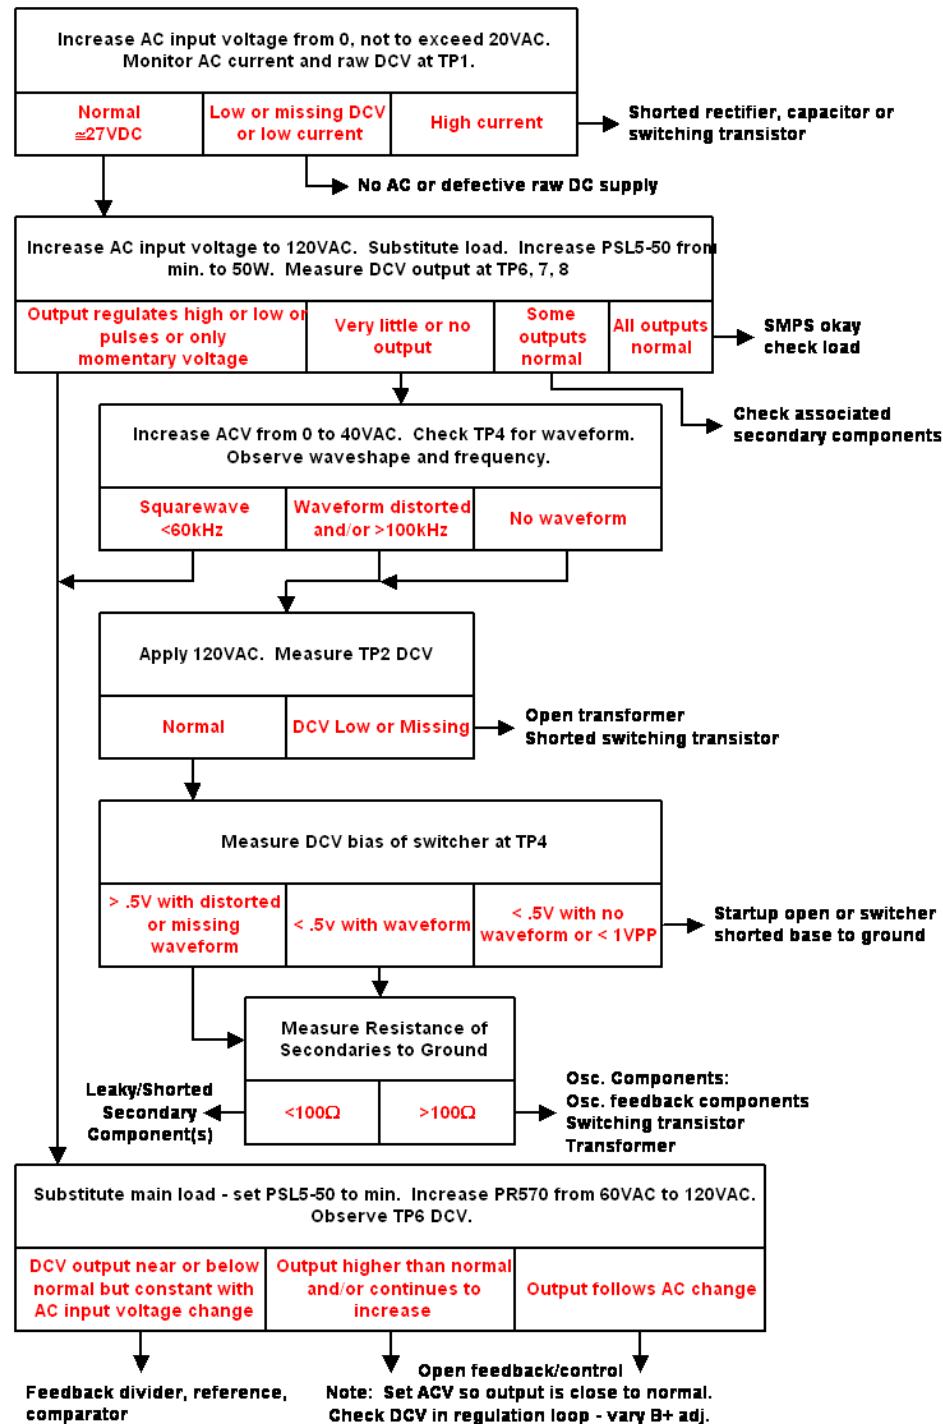 Increase AC input voltage from 0, not to exceed 20VAC.
Monitor AC current and raw DCV at TP1.
Normal
≅27VDC
Low or missing DCV
or low current
High current
Shorted rectifier, capacitor or
switching transistor
No AC or defective raw DC supply
Increase AC input voltage to 120VAC. Substitute load. Increase PSL5-50 from
min. to 50W. Measure DCV output at TP6, 7, 8
Output regulates high or low or
pulses or only
momentary voltage
Very little or no
output
Some
outputs
normal
All outputs
normal
SMPS okay
check load
Check associated
secondary components
Increase ACV from 0 to 40VAC. Check TP4 for waveform.
Observe waveshape and frequency.
Squarewave
<60kHz
Waveform distorted
and/or >100kHz
No waveform
Apply 120VAC. Measure TP2 DCV
Normal
DCV Low or Missing
Open transformer
Shorted switching transistor
Measure DCV bias of switcher at TP4
> .5V with distorted
or missing
waveform
< .5v with waveform
< .5V with no
waveform or < 1VPP
Startup open or switcher
shorted base to ground
Measure Resistance of
Secondaries to Ground
Leaky/Shorted
Secondary
Component(s)
<100Ω
>100Ω
Osc. Components:
Osc. feedback components
Switching transistor
Transformer
Substitute main load - set PSL5-50 to min. Increase PR570 from 60VAC to 120VAC.
Observe TP6 DCV.
DCV output near or below
normal but constant with
AC input voltage change
Output higher than normal
and/or continues to
increase
Output follows AC change
Feedback divider, reference,
comparator
Open feedback/control
Note: Set ACV so output is close to normal.
Check DCV in regulation loop - vary B+ adj.